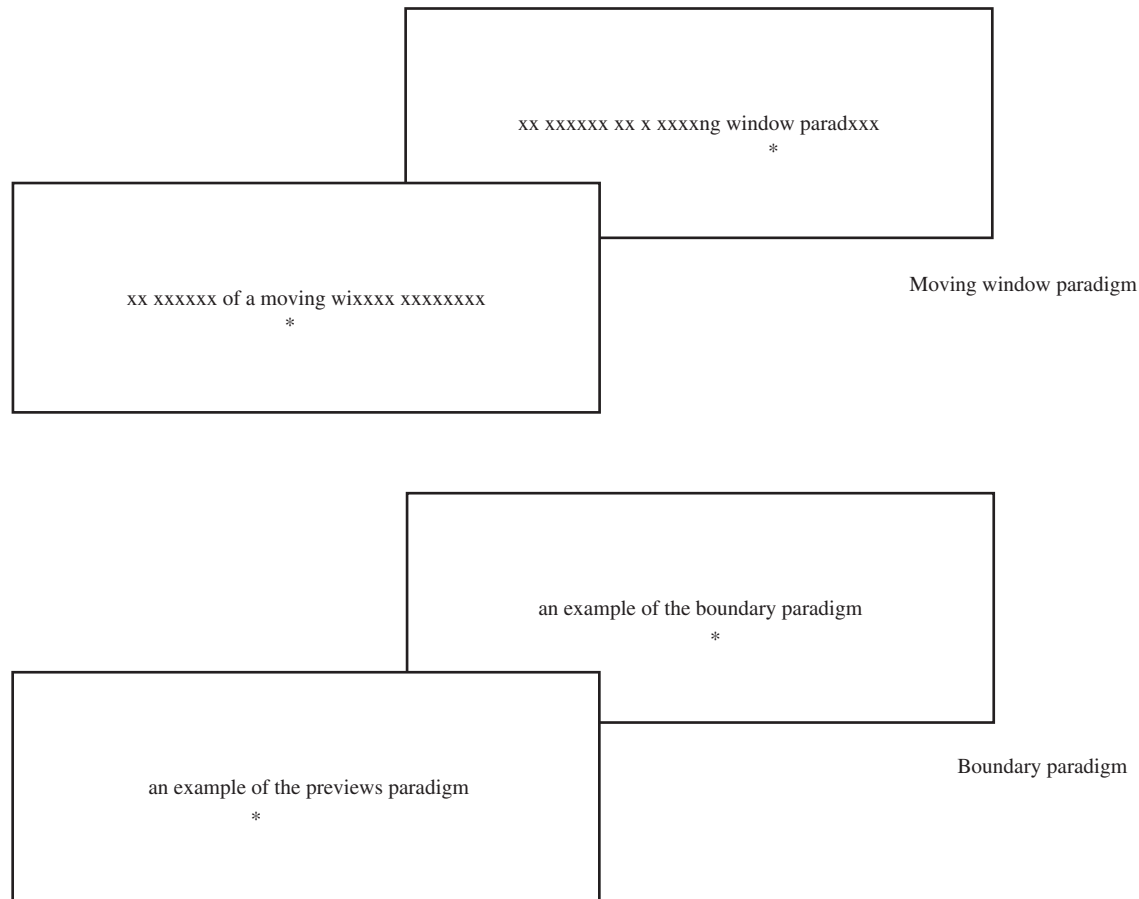 xx xxxxxx xx x xxxxng window paradxxx
*
xx xxxxxx of a moving wixxxx xxxxxxxx
*
Moving window paradigm
an example of the boundary paradigm
*
an example of the previews paradigm
*
Boundary paradigm